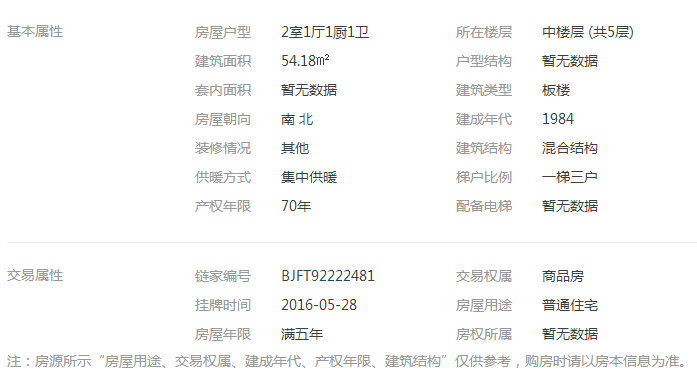 基本属性 房屋户型 2室1厅1厨1卫 所在楼层 中楼层 (共5层)
建筑面积 54.18㎡ 户型结构 暂无数据
套内面积 暂无数据 建筑类型 板楼
房屋朝向 南 北 建成年代 1984
装修情况 其他 建筑结构 混合结构
供暖方式 集中供暖 梯户比例 一梯三户
产权年限 70年 配备电梯 暂无数据
交易属性 链家编号 BJFT92222481 交易权属 商品房
挂牌时间 2016-05-28 房屋用途 普通住宅
房屋年限 满五年 房权所属 暂无数据
注：房源所示“房屋用途、交易权属、建成年代、产权年限、建筑结构”仅供参考，购房时请以房本信息为准。